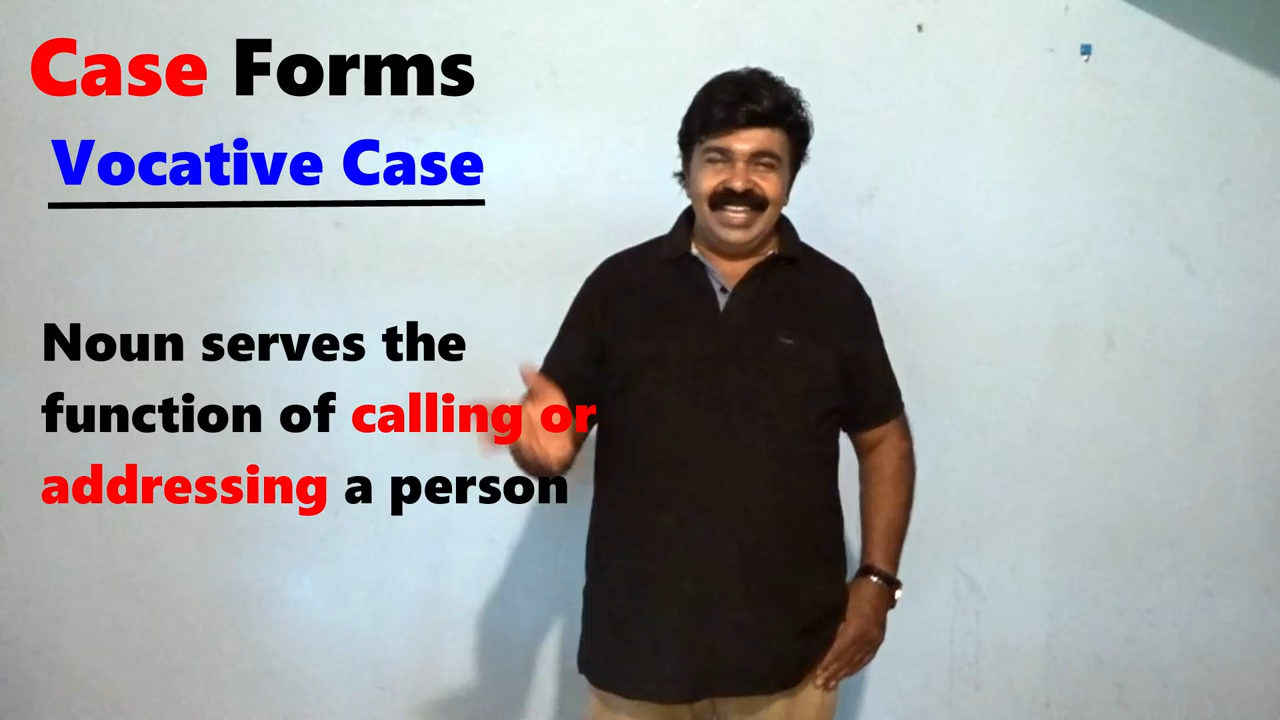 Case Forms
Vocative Case
Noun serves the
function of calling or
addressing a person